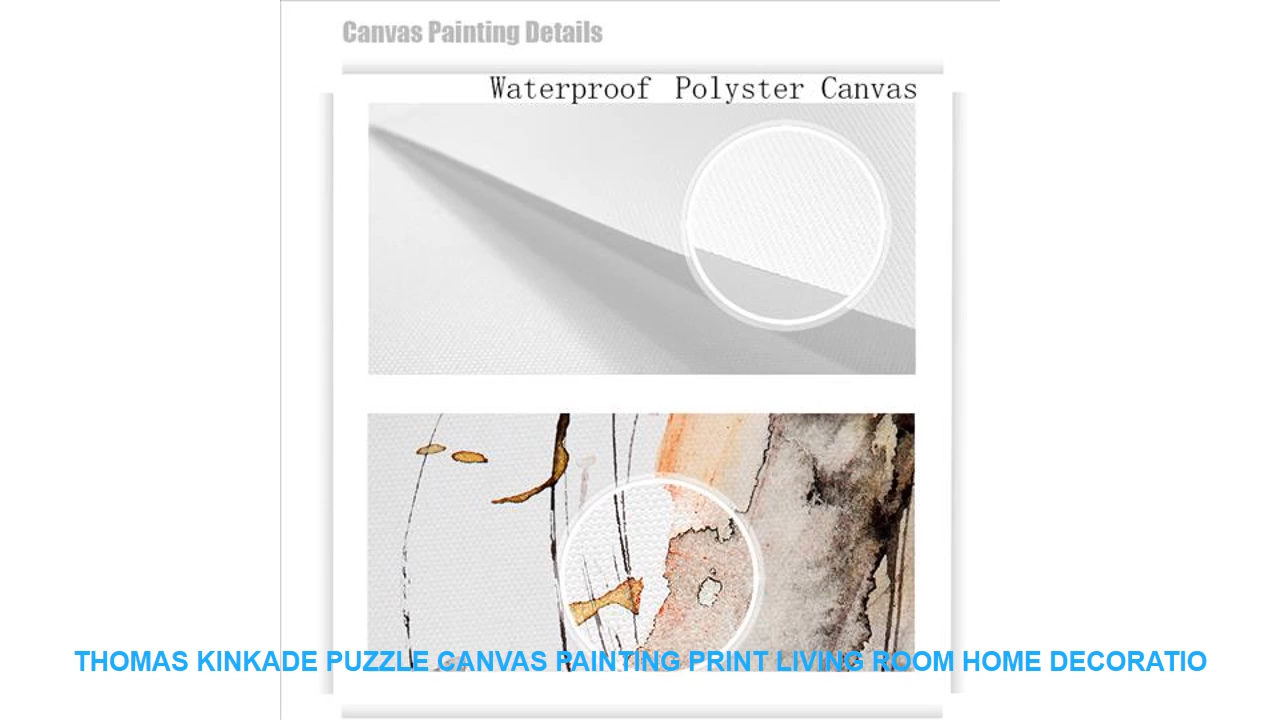 Canvas Painting Details
Waterproof Polyster Canvas
THOMAS KINKADE PUZZLE CANVAS PAINTING PRINT LIVING ROOM HOME DECORATIO